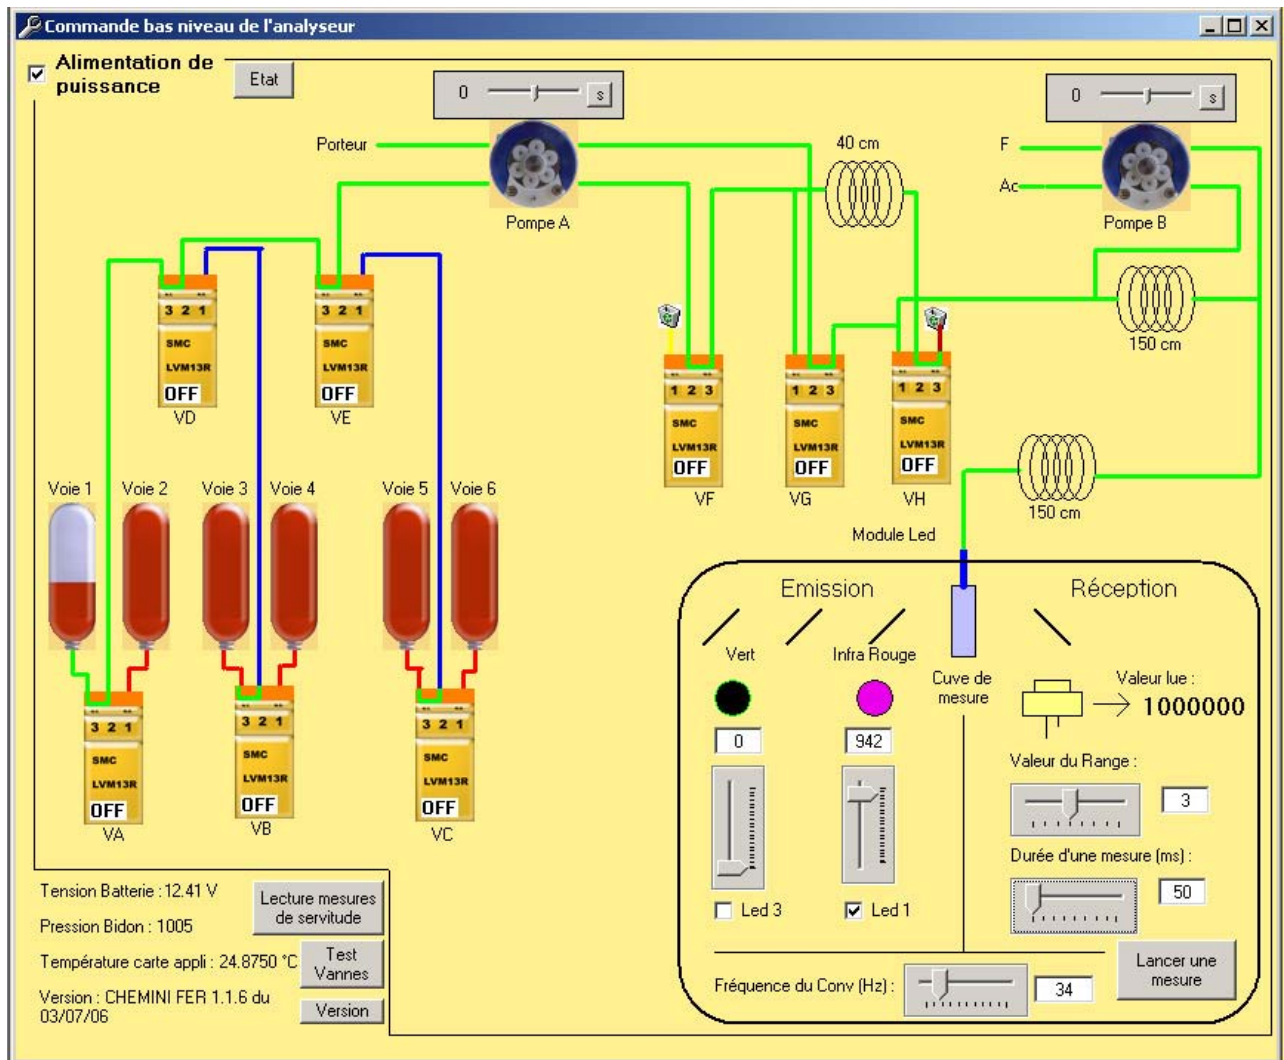 Commande bas niveau de l'analyseur
Alimentation de
puissance
Etat
0
s
0
s
Porteur
40 cm
F
Ac
Pompe A
Pompe B
3 2 1
SMC
LVM13R
OFF
VD
3 2 1
SMC
LVM13R
OFF
VE
1 2 3
SMC
LVM13R
OFF
VF
1 2 3
SMC
LVM13R
OFF
VG
1 2 3
SMC
LVM13R
OFF
VH
150 cm
150 cm
Voie 1
Voie 2
Voie 3
Voie 4
Voie 5
Voie 6
3 2 1
SMC
LVM13R
OFF
VA
3 2 1
SMC
LVM13R
OFF
VB
3 2 1
SMC
LVM13R
OFF
VC
Module Led
Emission
Réception
Vert
Infra Rouge
Cuve de
mesure
0
942
Led 3
Led 1
Valeur lue :
1000000
Valeur du Range :
3
Durée d'une mesure (ms) :
50
Fréquence du Conv (Hz) :
34
Lancer une
mesure
Tension Batterie : 12.41 V
Pression Bidon : 1005
Température carte appli : 24.8750 °C
Version : CHEMINI FER 1.1.6 du
03/07/06
Lecture mesures
de servitude
Test
Vannes
Version